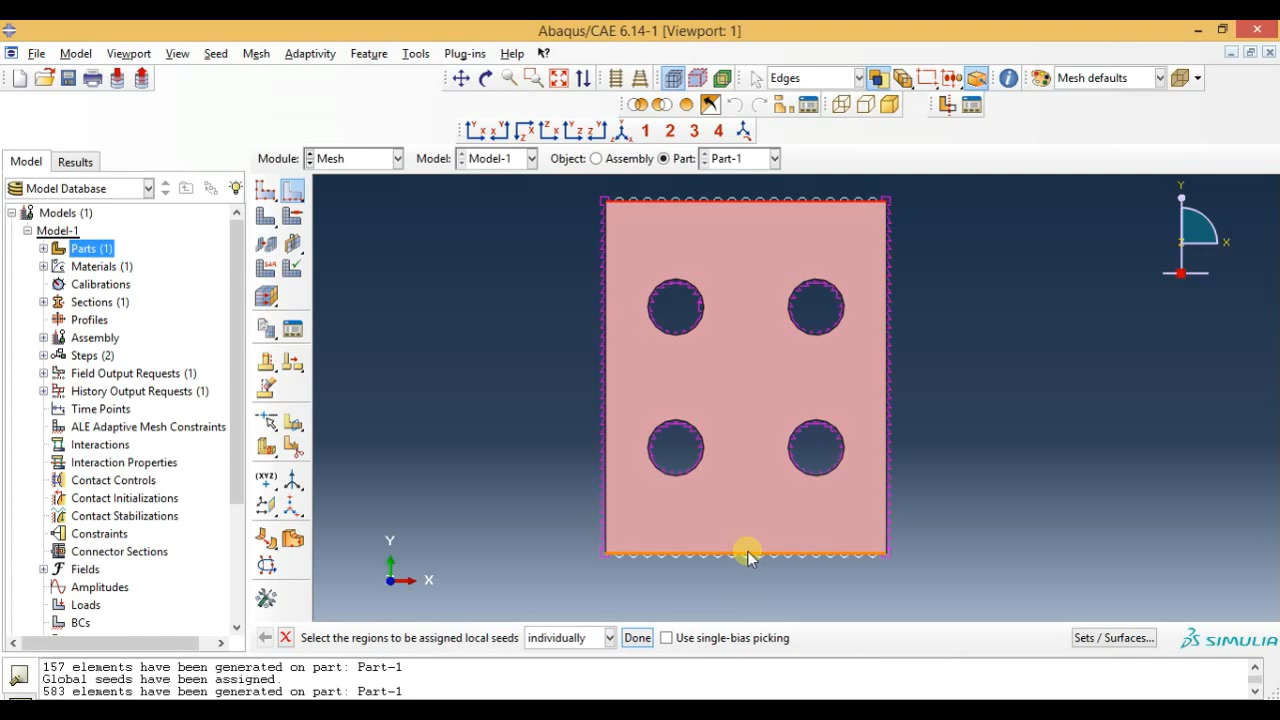 Abaqus/CAE 6.14-1 [Viewport: 1]
File Model Viewport View Seed Mesh Adaptivity Feature Tools Plug-ins Help
Edges Mesh defaults
1 2 3 4
Model Results Module: Mesh Model: Model-1 Object: Assembly Part: Part-1
Model Database
Models (1)
Model-1
Parts (1)
Materials (1)
Calibrations
Sections (1)
Profiles
Assembly
Steps (2)
Field Output Requests (1)
History Output Requests (1)
Time Points
ALE Adaptive Mesh Constraints
Interactions
Interaction Properties
Contact Controls
Contact Initializations
Contact Stabilizations
Constraints
Connector Sections
Fields
Amplitudes
Loads
BCs
Y
X
Z
Y
X
Select the regions to be assigned local seeds individually Done Use single-bias picking Sets / Surfaces... SIMULIA
157 elements have been generated on part: Part-1
Global seeds have been assigned.
583 elements have been generated on part: Part-1